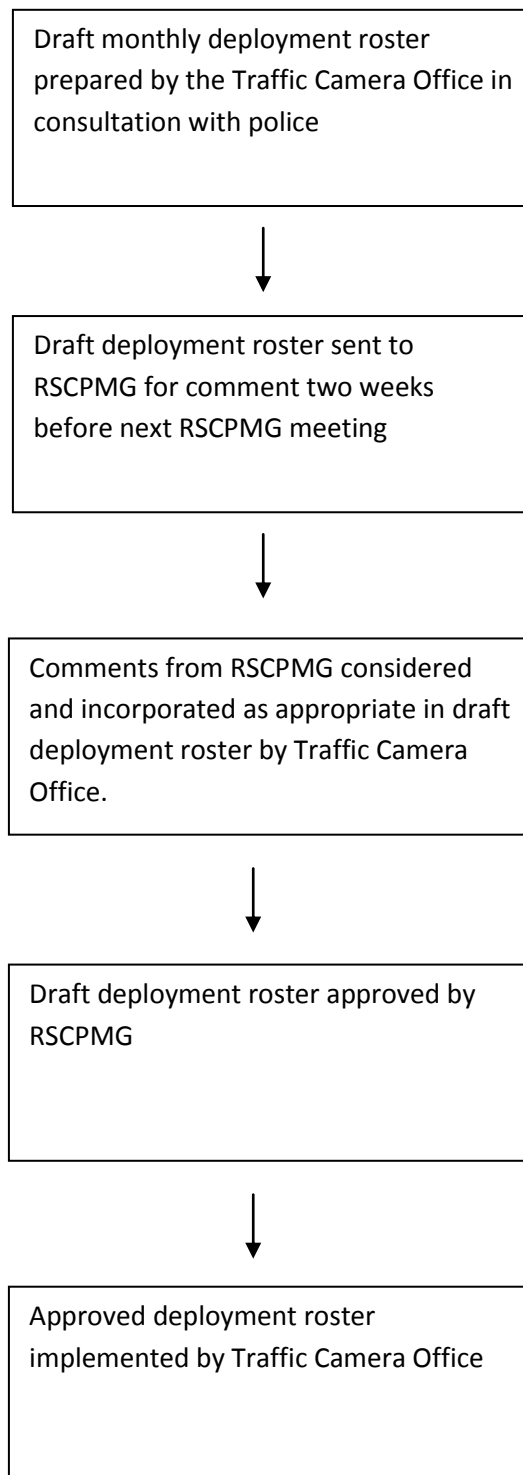 Draft monthly deployment roster
prepared by the Traffic Camera Office in
consultation with police
Draft deployment roster sent to
RSCPMG for comment two weeks
before next RSCPMG meeting
Comments from RSCPMG considered
and incorporated as appropriate in draft
deployment roster by Traffic Camera
Office.
Draft deployment roster approved by
RSCPMG
Approved deployment roster
implemented by Traffic Camera Office